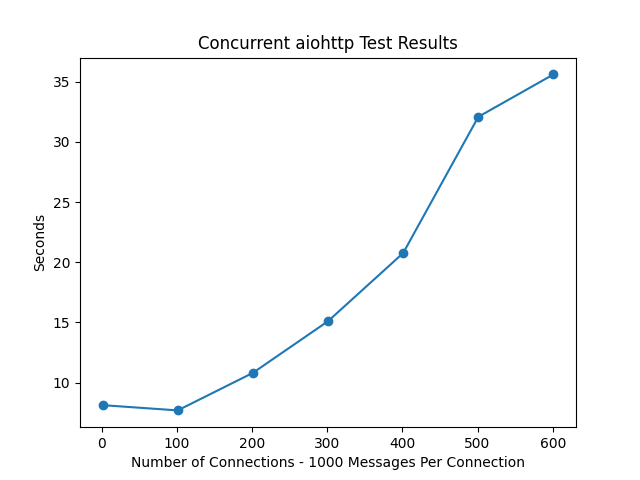 Concurrent aiohttp Test Results
35
30
25
20
15
10
Seconds
0 100 200 300 400 500 600
Number of Connections - 1000 Messages Per Connection